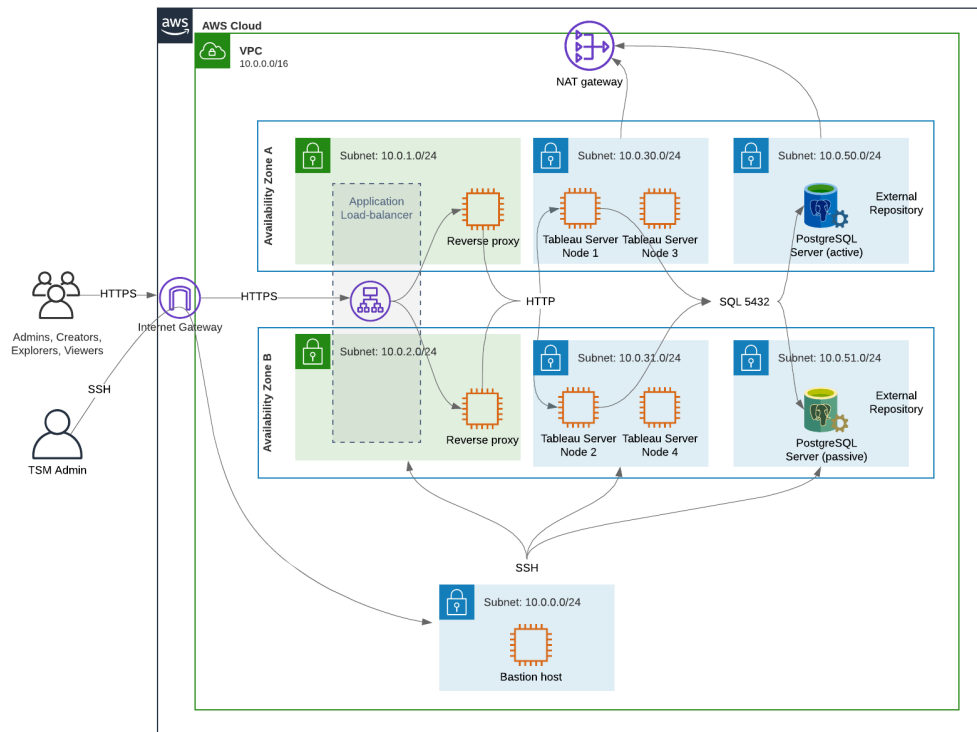 aws
AWS Cloud
VPC
10.0.0.0/16
NAT gateway
Availability Zone A
Subnet: 10.0.1.0/24
Application
Load-balancer
Reverse proxy
Subnet: 10.0.30.0/24
Tableau Server
Node 1
Tableau Server
Node 3
Subnet: 10.0.50.0/24
External
Repository
PostgreSQL
Server (active)
HTTPS
HTTPS
HTTP
SQL 5432
Admins, Creators,
Explorers, Viewers
Internet Gateway
SSH
TSM Admin
Availability Zone B
Subnet: 10.0.2.0/24
Reverse proxy
Subnet: 10.0.31.0/24
Tableau Server
Node 2
Tableau Server
Node 4
Subnet: 10.0.51.0/24
External
Repository
PostgreSQL
Server (passive)
SSH
Subnet: 10.0.0.0/24
Bastion host